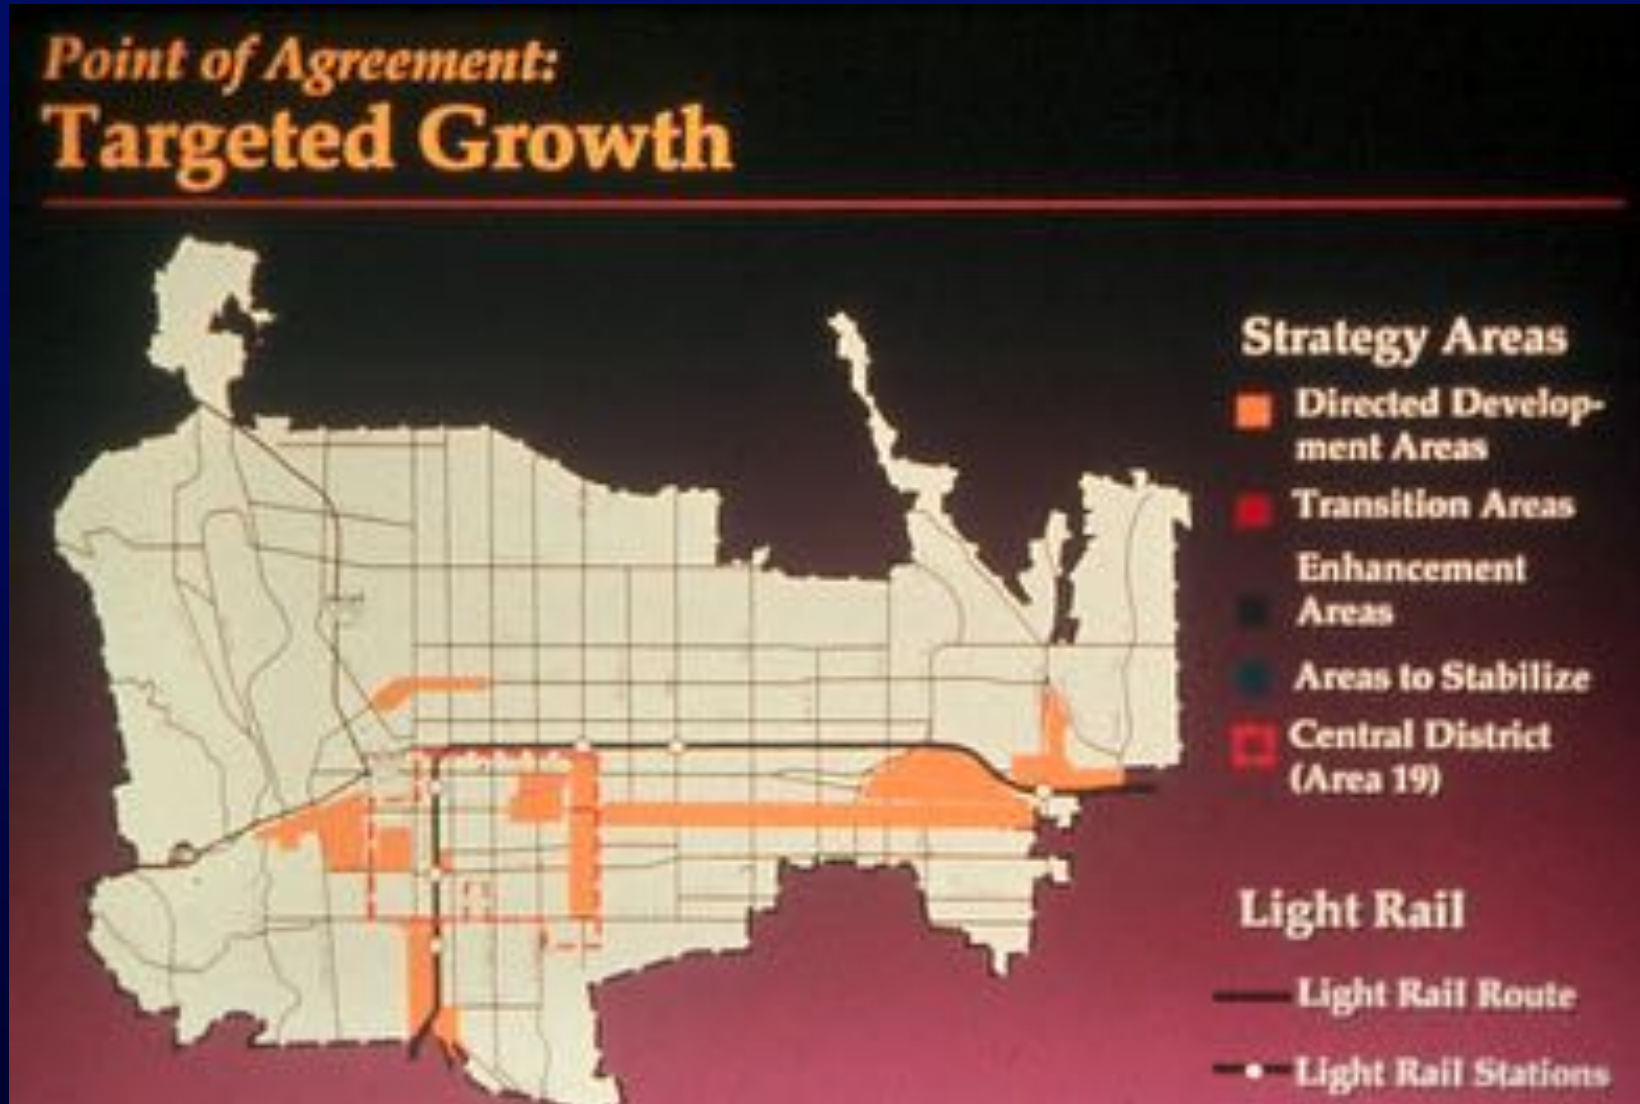 Point of Agreement:
Targeted Growth
Strategy Areas
Directed Develop-
ment Areas
Transition Areas
Enhancement
Areas
Areas to Stabilize
Central District
(Area 19)
Light Rail
Light Rail Route
Light Rail Stations